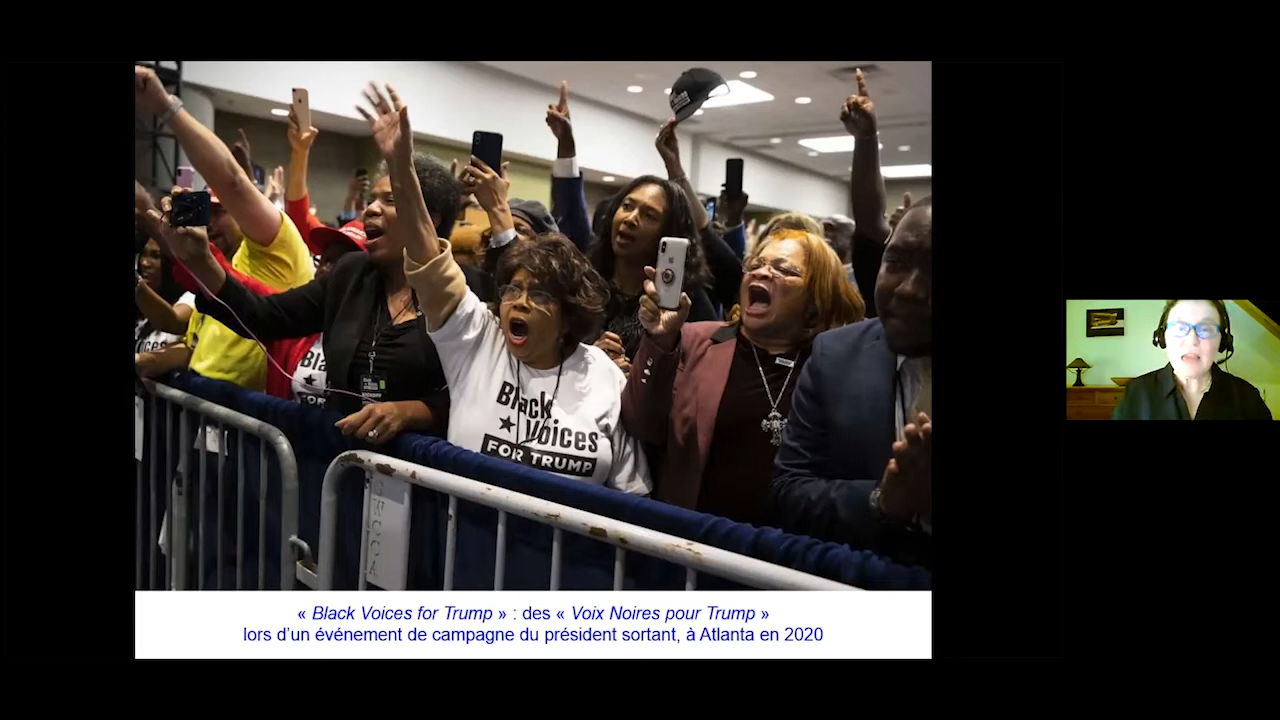 Black
Voices
FOR TRUMP
« Black Voices for Trump » : des « Voix Noires pour Trump »
lors d'un événement de campagne du président sortant, à Atlanta en 2020